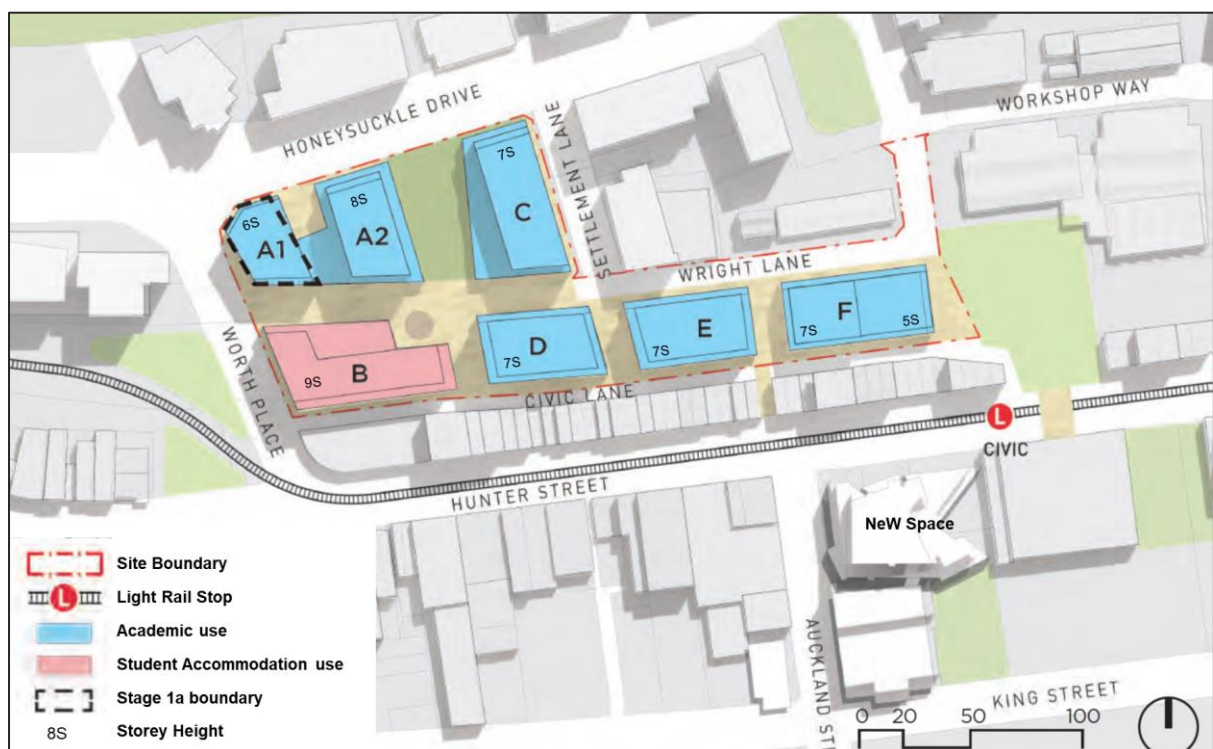 HONEYSUCKLE DRIVE
WORKSHOP WAY
SETTLEMENT LANE
7S
C
8S
A2
6S
A1
WRIGHT LANE
WORTH PLACE
9S
B
7S
D
7S
E
7S
F
5S
CIVIC LANE
L
CIVIC
HUNTER STREET
NeW Space
AUCKLAND ST
KING STREET
Site Boundary
L
Light Rail Stop
Academic use
Student Accommodation use
Stage 1a boundary
8S
Storey Height
0 20 50 100